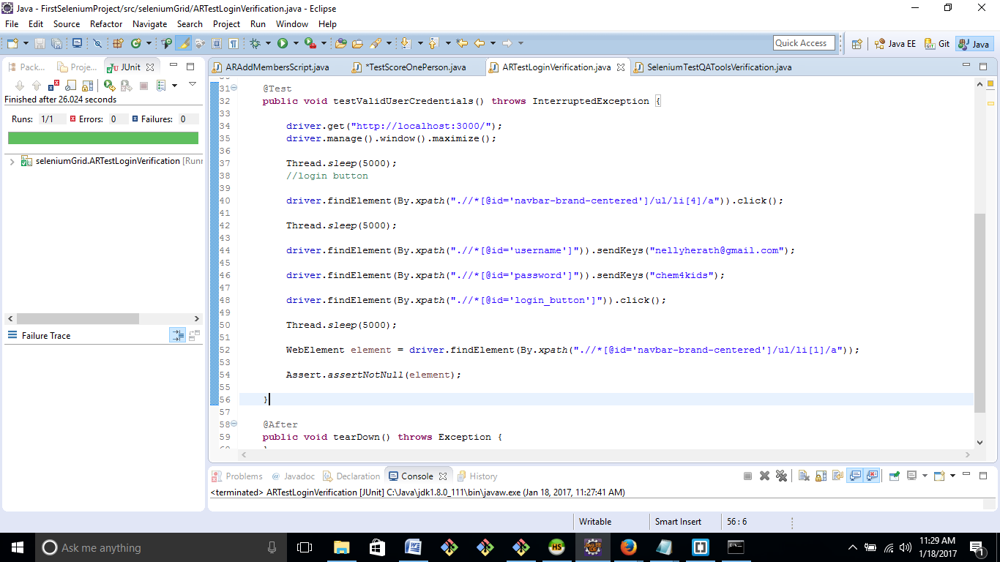 Java - FirstSeleniumProject/src/seleniumGrid/ARTestLoginVerification.java - Eclipse
File Edit Source Refactor Navigate Search Project Run Window Help
Quick Access Java EE Git Java
Pack... Proje... JUnit
Finished after 26.024 seconds
Runs: 1/1 Errors: 0 Failures: 0
seleniumGrid.ARTestLoginVerification [Runr
Failure Trace
ARAddMembersScript.java *TestScoreOnePerson.java ARTestLoginVerification.java SeleniumTestQAToolsVerification.java
31 @Test
32 public void testValidUserCredentials() throws InterruptedException {
33
34 driver.get("http://localhost:3000/");
35 driver.manage().window().maximize();
36
37 Thread.sleep(5000);
38 //login button
39
40 driver.findElement(By.xpath(".//*[@id='navbar-brand-centered']/ul/li[4]/a")).click();
41
42 Thread.sleep(5000);
43
44 driver.findElement(By.xpath(".//*[@id='username']")).sendKeys("nellyherath@gmail.com");
45
46 driver.findElement(By.xpath(".//*[@id='password']")).sendKeys("chem4kids");
47
48 driver.findElement(By.xpath(".//*[@id='login_button']")).click();
49
50 Thread.sleep(5000);
51
52 WebElement element = driver.findElement(By.xpath(".//*[@id='navbar-brand-centered']/ul/li[1]/a"));
53
54 Assert.assertNotNull(element);
55
56 }
57
58 @After
59 public void tearDown() throws Exception {
Problems @ Javadoc Declaration Console History
<terminated> ARTestLoginVerification [JUnit] C:\Java\jdk1.8.0_111\bin\javaw.exe (Jan 18, 2017, 11:27:41 AM)
Writable Smart Insert 56 : 6
Ask me anything
HS
11:29 AM
1/18/2017
1